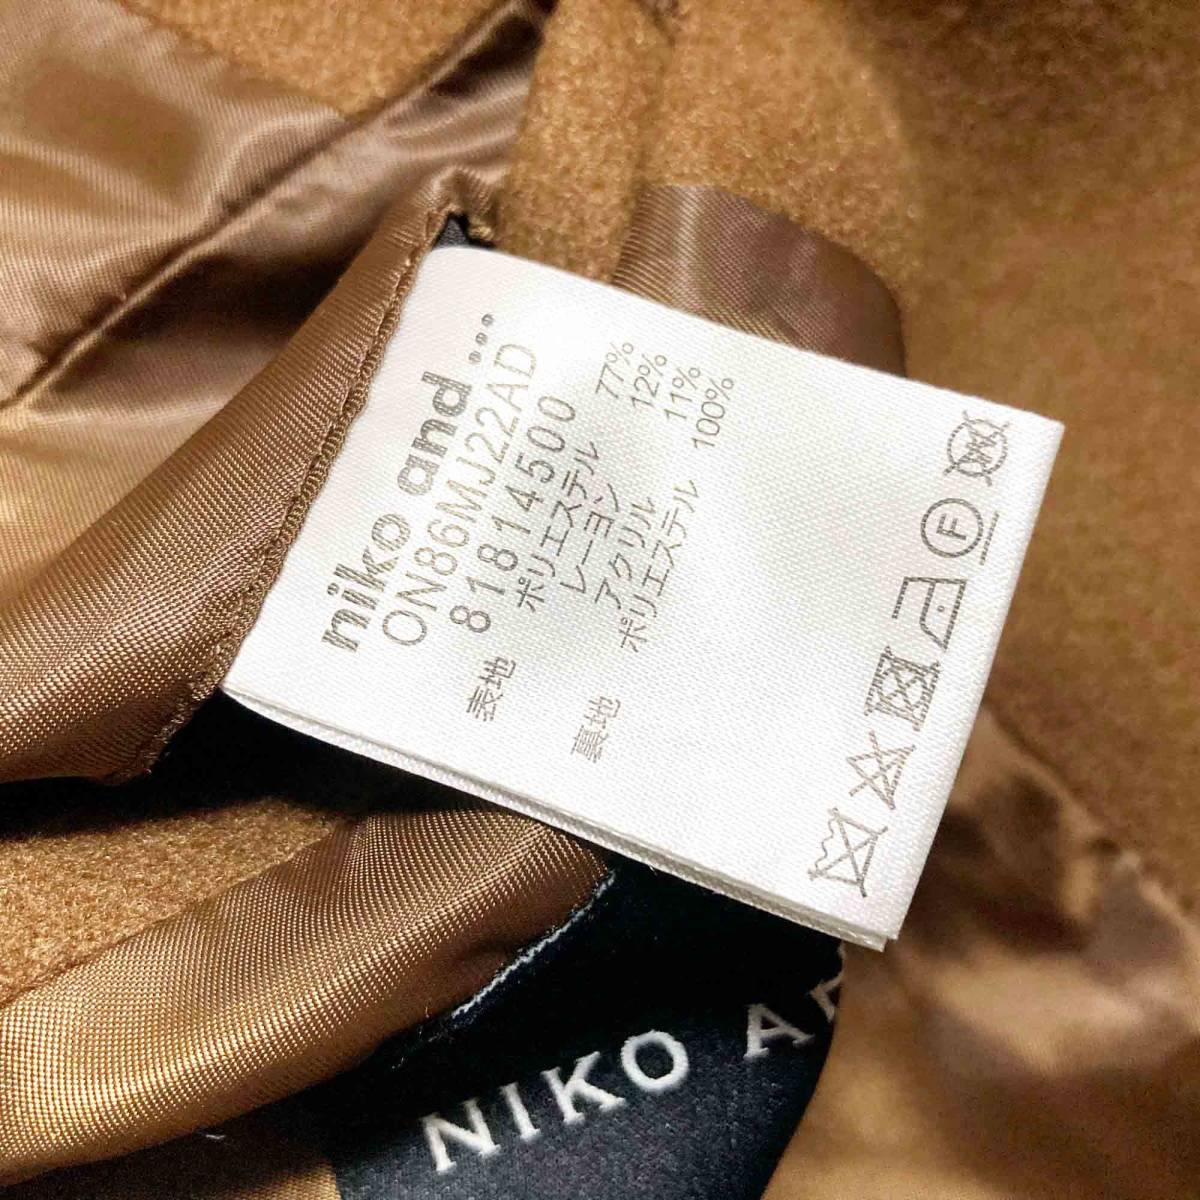 niko and ...
ON86MJ22AD
81814500
表地 ポリエステル 77%
レーヨン 12%
アクリル 11%
裏地 ポリエステル 100%
F
NIKO A